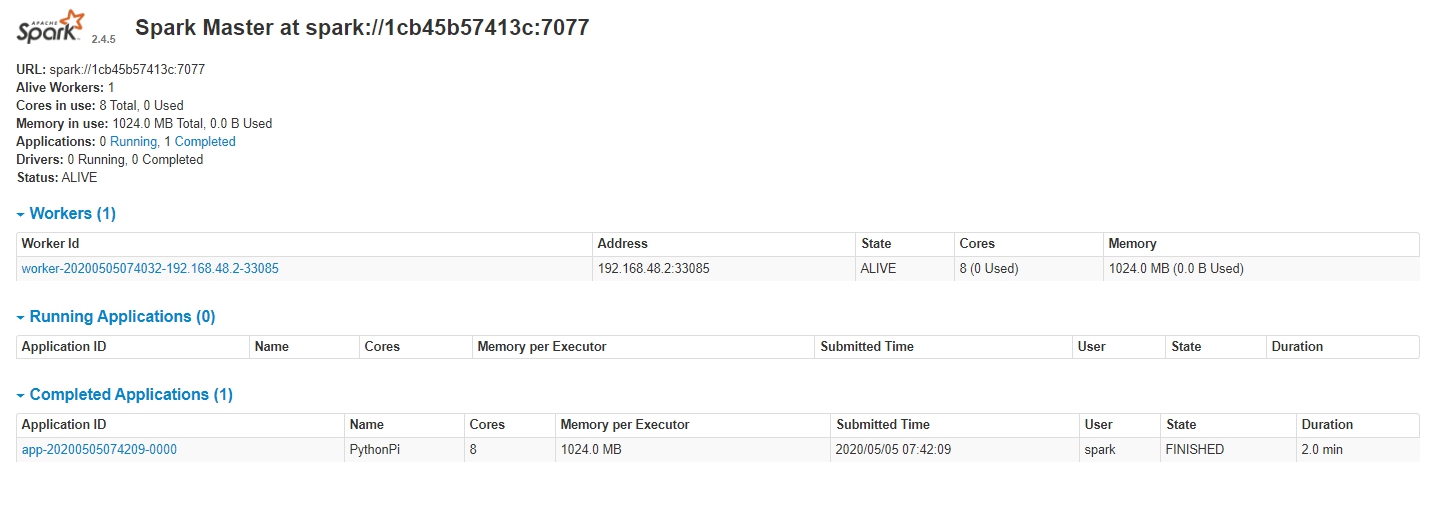 APACHE
Spark 2.4.5 Spark Master at spark://1cb45b57413c:7077
URL: spark://1cb45b57413c:7077
Alive Workers: 1
Cores in use: 8 Total, 0 Used
Memory in use: 1024.0 MB Total, 0.0 B Used
Applications: 0 Running, 1 Completed
Drivers: 0 Running, 0 Completed
Status: ALIVE
Workers (1)
Worker Id Address State Cores Memory
worker-20200505074032-192.168.48.2-33085 192.168.48.2:33085 ALIVE 8 (0 Used) 1024.0 MB (0.0 B Used)
Running Applications (0)
Application ID Name Cores Memory per Executor Submitted Time User State Duration
Completed Applications (1)
Application ID Name Cores Memory per Executor Submitted Time User State Duration
app-20200505074209-0000 PythonPi 8 1024.0 MB 2020/05/05 07:42:09 spark FINISHED 2.0 min